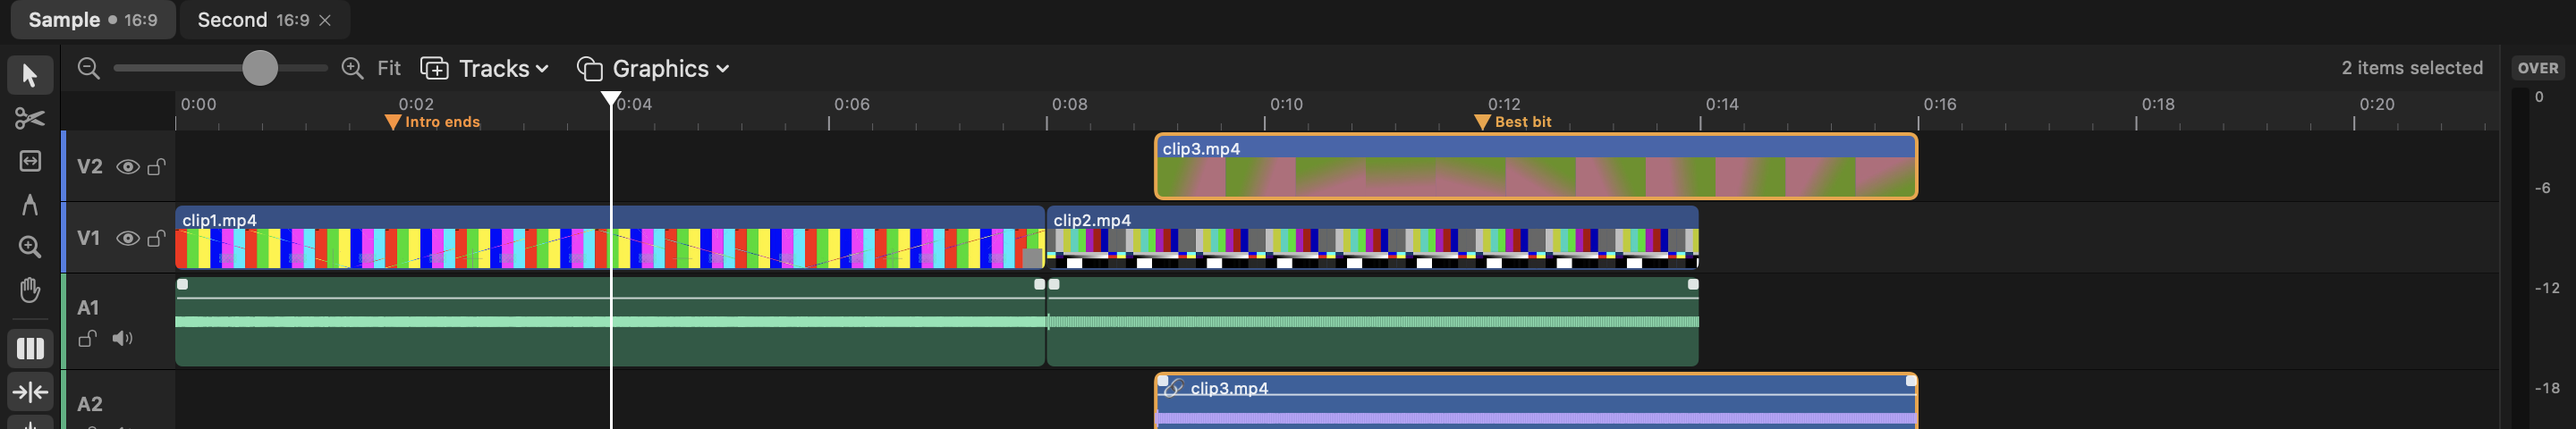 Sample 16:9 Second 16:9
Fit Tracks Graphics 2 items selected OVER
0:00 0:02 0:04 0:06 0:08 0:10 0:12 0:14 0:16 0:18 0:20 0
Intro ends Best bit
clip3.mp4
V2
-6
clip1.mp4 clip2.mp4
V1
-12
A1
clip3.mp4 -18
A2